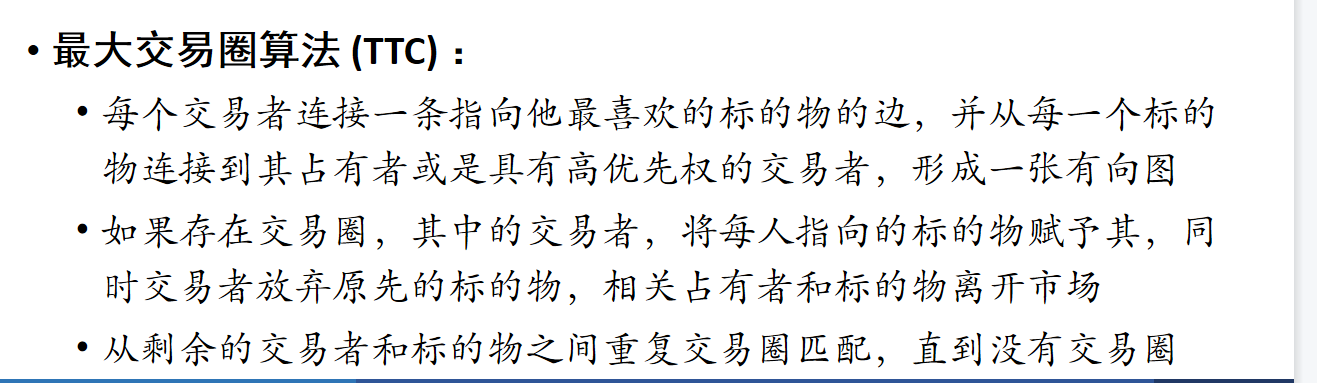 • 最大交易圈算法 (TTC)：
• 每个交易者连接一条指向他最喜欢的标的物的边，并从每一个标的
物连接到其占有者或是具有高优先权的交易者，形成一张有向图
• 如果存在交易圈，其中的交易者，将每人指向的标的物赋予其，同
时交易者放弃原先的标的物，相关占有者和标的物离开市场
• 从剩余的交易者和标的物之间重复交易圈匹配，直到没有交易圈